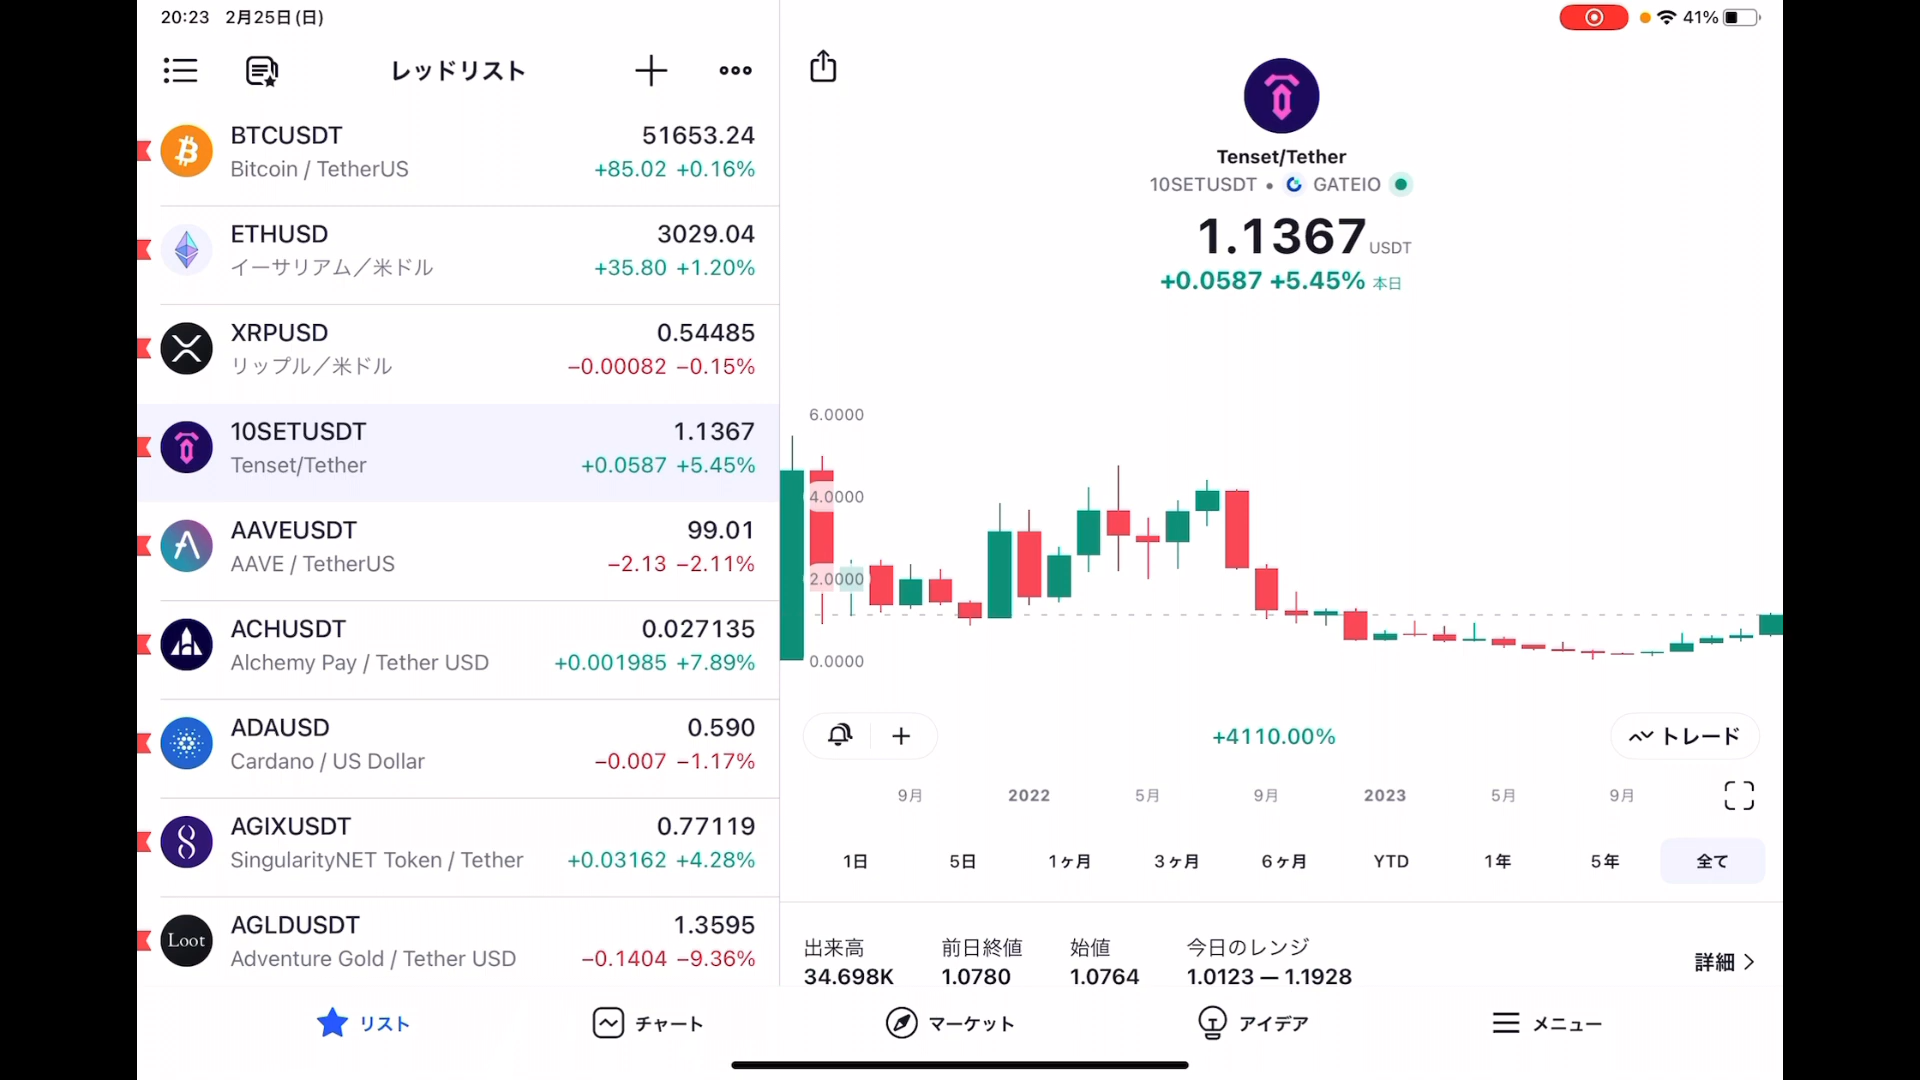 20:23 2月25日(日)
41%
レッドリスト
BTCUSDT 51653.24
Bitcoin / TetherUS +85.02 +0.16%
ETHUSD 3029.04
イーサリアム／米ドル +35.80 +1.20%
XRPUSD 0.54485
リップル／米ドル −0.00082 −0.15%
10SETUSDT 1.1367
Tenset/Tether +0.0587 +5.45%
AAVEUSDT 99.01
AAVE / TetherUS −2.13 −2.11%
ACHUSDT 0.027135
Alchemy Pay / Tether USD +0.001985 +7.89%
ADAUSD 0.590
Cardano / US Dollar −0.007 −1.17%
AGIXUSDT 0.77119
SingularityNET Token / Tether +0.03162 +4.28%
Loot
AGLDUSDT 1.3595
Adventure Gold / Tether USD −0.1404 −9.36%
Tenset/Tether
10SETUSDT • GATEIO
1.1367 USDT
+0.0587 +5.45% 本日
6.0000
4.0000
2.0000
0.0000
+4110.00%
トレード
9月 2022 5月 9月 2023 5月 9月
1日 5日 1ヶ月 3ヶ月 6ヶ月 YTD 1年 5年 全て
出来高 前日終値 始値 今日のレンジ
34.698K 1.0780 1.0764 1.0123 — 1.1928
詳細
リスト チャート マーケット アイデア メニュー